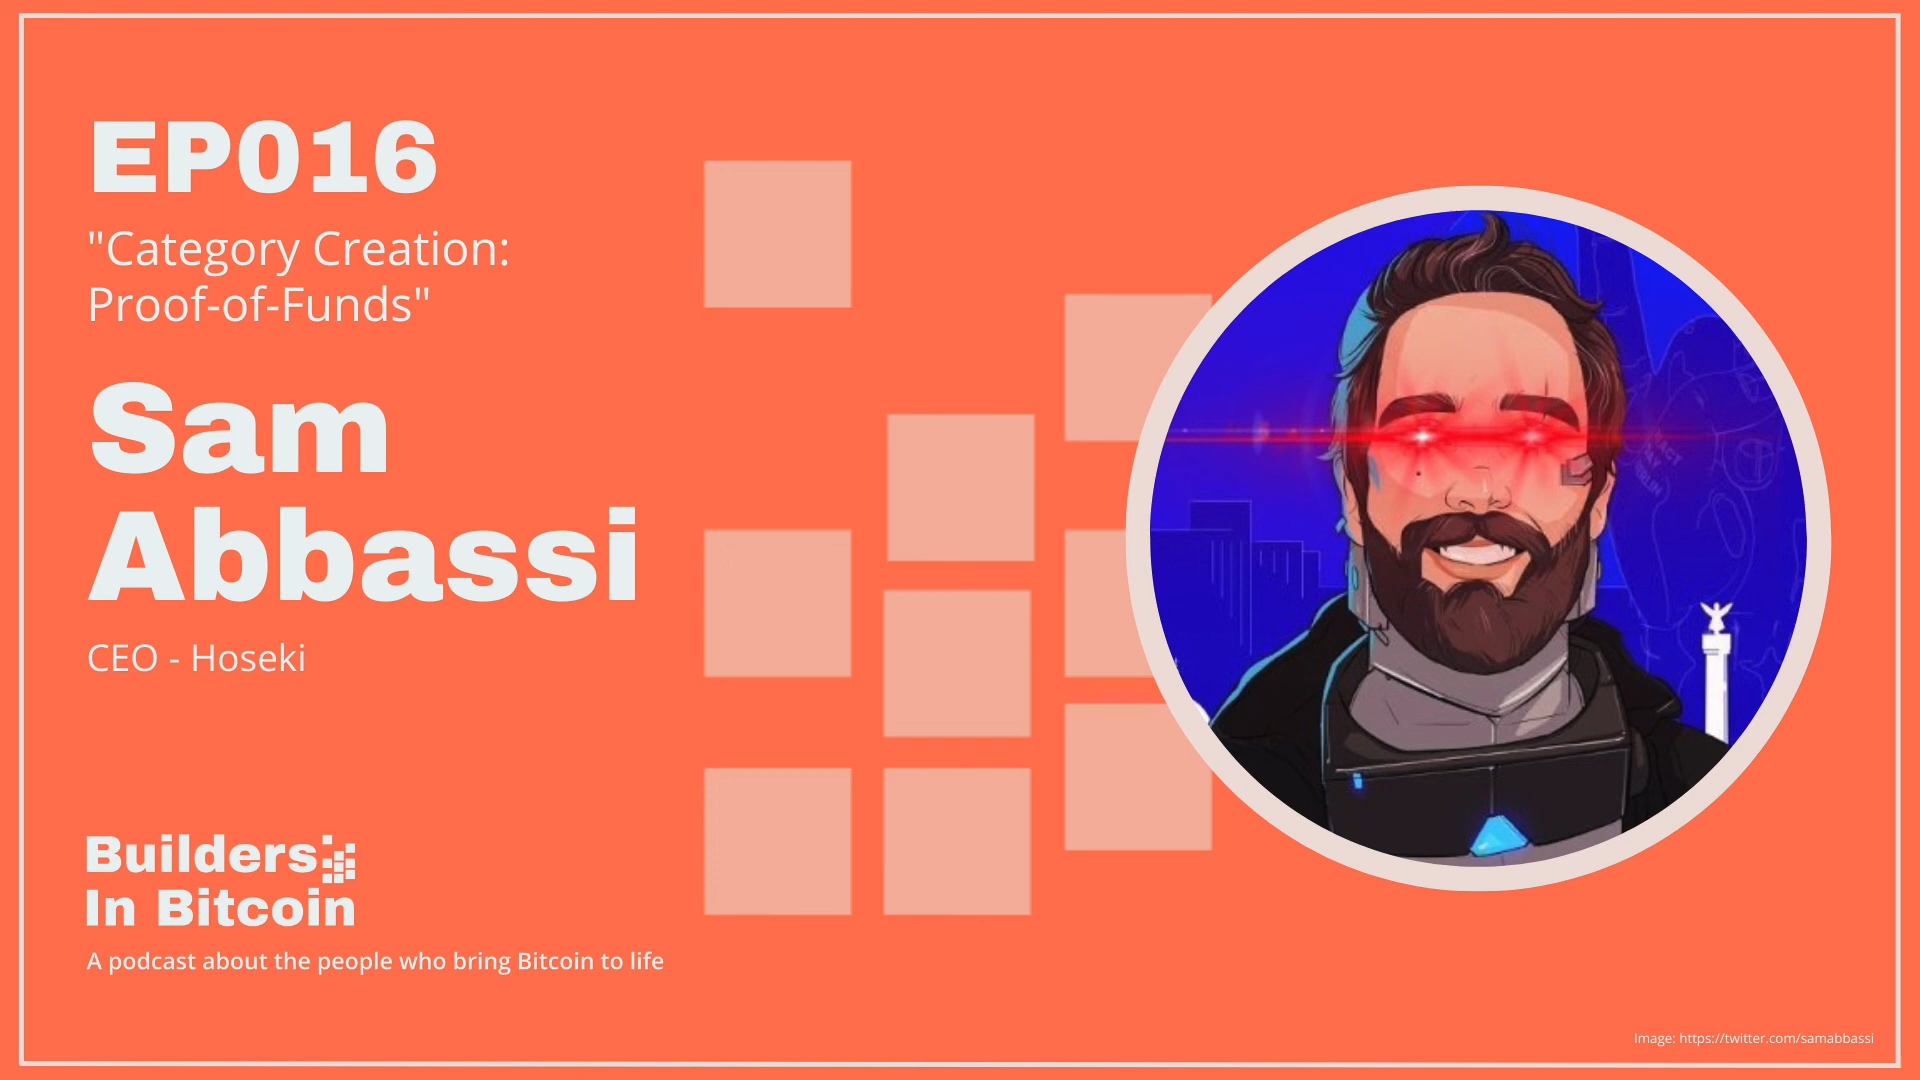 EP016
"Category Creation:
Proof-of-Funds"
Sam
Abbassi
CEO - Hoseki
Builders
In Bitcoin
A podcast about the people who bring Bitcoin to life
Image: https://twitter.com/samabbassi